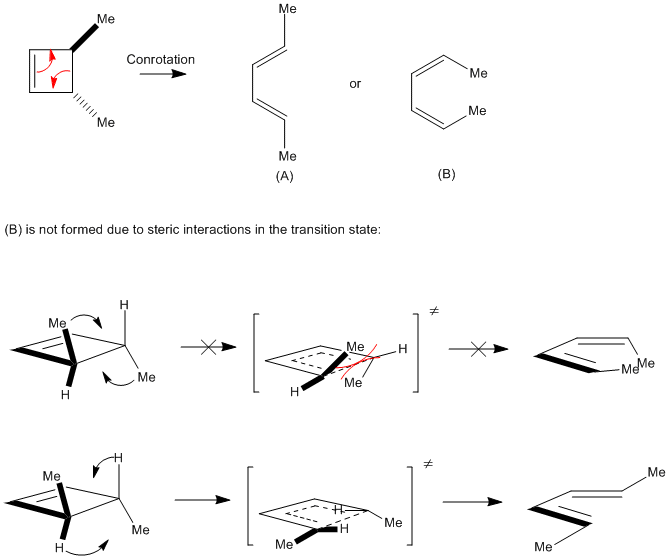 Me
Me
Conrotation
Me
Me
(A)
or
Me
Me
(B)
(B) is not formed due to steric interactions in the transition state:
Me
H
Me
H
Me
H
Me
H
≠
Me
Me
Me
H
Me
H
H
H
Me
Me
≠
Me
Me